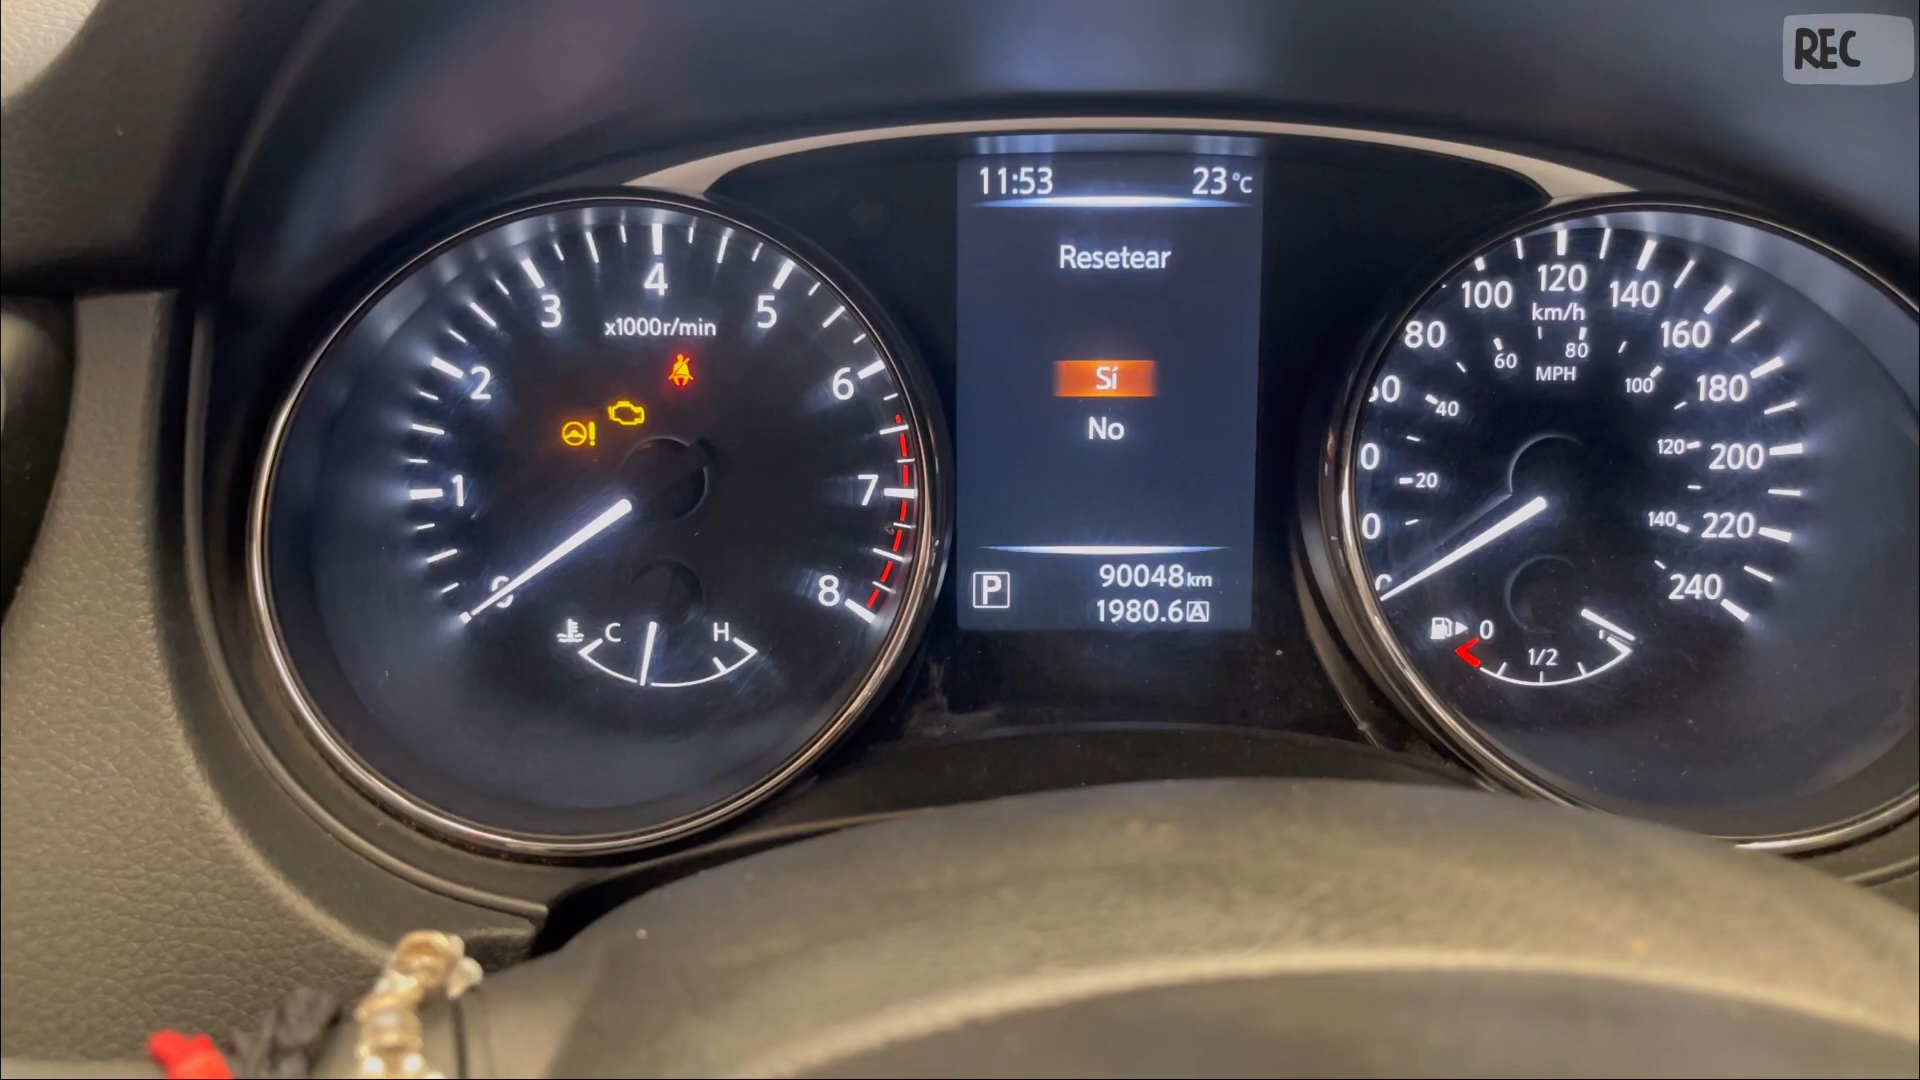 REC
11:53 23°C
Resetear
Sí
No
P 90048km
1980.6 A
0 1 2 3 4 5 6 7 8
x1000r/min
C H
80 100 120 140 160 180 200 220 240
km/h
20 40 60 80 100 120 140
MPH
0 1/2